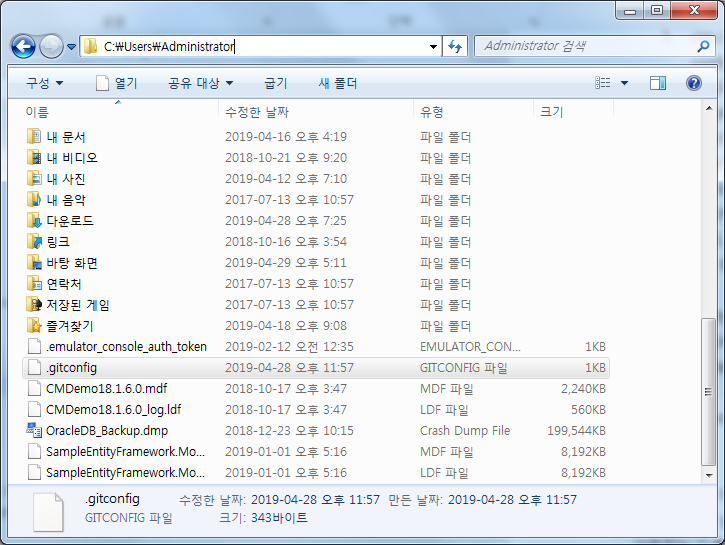 C:₩Users₩Administrator
Administrator 검색
구성 열기 공유 대상 굽기 새 폴더
이름 수정한 날짜 유형 크기
내 문서 2019-04-16 오후 4:19 파일 폴더
내 비디오 2018-10-21 오후 9:20 파일 폴더
내 사진 2019-04-12 오후 7:10 파일 폴더
내 음악 2017-07-13 오후 10:57 파일 폴더
다운로드 2019-04-28 오후 7:25 파일 폴더
링크 2018-10-16 오후 3:54 파일 폴더
바탕 화면 2019-04-29 오후 5:11 파일 폴더
연락처 2017-07-13 오후 10:57 파일 폴더
저장된 게임 2017-07-13 오후 10:57 파일 폴더
즐겨찾기 2019-04-18 오후 9:08 파일 폴더
.emulator_console_auth_token 2019-02-12 오전 12:35 EMULATOR_CON... 1KB
.gitconfig 2019-04-28 오후 11:57 GITCONFIG 파일 1KB
CMDemo18.1.6.0.mdf 2018-10-17 오후 3:47 MDF 파일 2,240KB
CMDemo18.1.6.0_log.ldf 2018-10-17 오후 3:47 LDF 파일 560KB
OracleDB_Backup.dmp 2018-12-23 오후 10:15 Crash Dump File 199,544KB
SampleEntityFramework.Mo... 2019-01-01 오후 5:16 MDF 파일 8,192KB
SampleEntityFramework.Mo... 2019-01-01 오후 5:16 LDF 파일 8,192KB
.gitconfig 수정한 날짜: 2019-04-28 오후 11:57 만든 날짜: 2019-04-28 오후 11:57
GITCONFIG 파일 크기: 343바이트